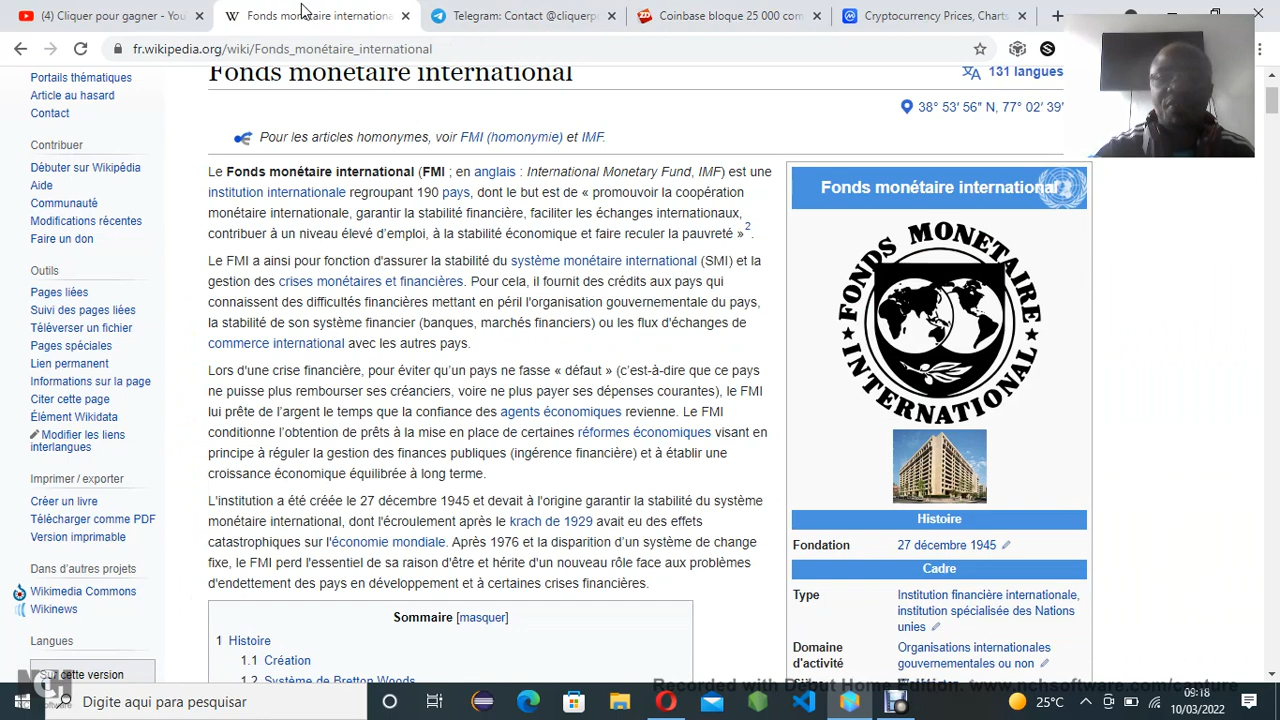 (4) Cliquer pour gagner - You
Fonds monétaire internationa
Telegram: Contact @cliquerp
Coinbase bloque 25 000 com
Cryptocurrency Prices, Charts
fr.wikipedia.org/wiki/Fonds_monétaire_international
Portails thématiques
Article au hasard
Contact
Contribuer
Débuter sur Wikipédia
Aide
Communauté
Modifications récentes
Faire un don
Outils
Pages liées
Suivi des pages liées
Téléverser un fichier
Pages spéciales
Lien permanent
Informations sur la page
Citer cette page
Élément Wikidata
Modifier les liens
interlangues
Imprimer / exporter
Créer un livre
Télécharger comme PDF
Version imprimable
Dans d’autres projets
Wikimedia Commons
Wikinews
Langues
Sur cette version
Fonds monétaire international
131 langues
38° 53′ 56″ N, 77° 02′ 39′
Pour les articles homonymes, voir FMI (homonymie) et IMF.
Le Fonds monétaire international (FMI ; en anglais : International Monetary Fund, IMF) est une
institution internationale regroupant 190 pays, dont le but est de « promouvoir la coopération
monétaire internationale, garantir la stabilité financière, faciliter les échanges internationaux,
contribuer à un niveau élevé d’emploi, à la stabilité économique et faire reculer la pauvreté »2.
Le FMI a ainsi pour fonction d'assurer la stabilité du système monétaire international (SMI) et la
gestion des crises monétaires et financières. Pour cela, il fournit des crédits aux pays qui
connaissent des difficultés financières mettant en péril l'organisation gouvernementale du pays,
la stabilité de son système financier (banques, marchés financiers) ou les flux d'échanges de
commerce international avec les autres pays.
Lors d'une crise financière, pour éviter qu’un pays ne fasse « défaut » (c’est-à-dire que ce pays
ne puisse plus rembourser ses créanciers, voire ne plus payer ses dépenses courantes), le FMI
lui prête de l’argent le temps que la confiance des agents économiques revienne. Le FMI
conditionne l’obtention de prêts à la mise en place de certaines réformes économiques visant en
principe à réguler la gestion des finances publiques (ingérence financière) et à établir une
croissance économique équilibrée à long terme.
L'institution a été créée le 27 décembre 1945 et devait à l'origine garantir la stabilité du système
monétaire international, dont l'écroulement après le krach de 1929 avait eu des effets
catastrophiques sur l'économie mondiale. Après 1976 et la disparition d’un système de change
fixe, le FMI perd l'essentiel de sa raison d'être et hérite d'un nouveau rôle face aux problèmes
d'endettement des pays en développement et à certaines crises financières.
Sommaire [masquer]
1 Histoire
1.1 Création
1.2 Système de Bretton Woods
Fonds monétaire international
FONDS MONETAIRE
INTERNATIONAL
Histoire
Fondation 27 décembre 1945
Cadre
Type Institution financière internationale,
institution spécialisée des Nations
unies
Domaine Organisations internationales
d'activité gouvernementales ou non
NCH
Recorded with Debut Home Edition. www.nchsoftware.com/capture
Digite aqui para pesquisar
25°C
09:18
10/03/2022